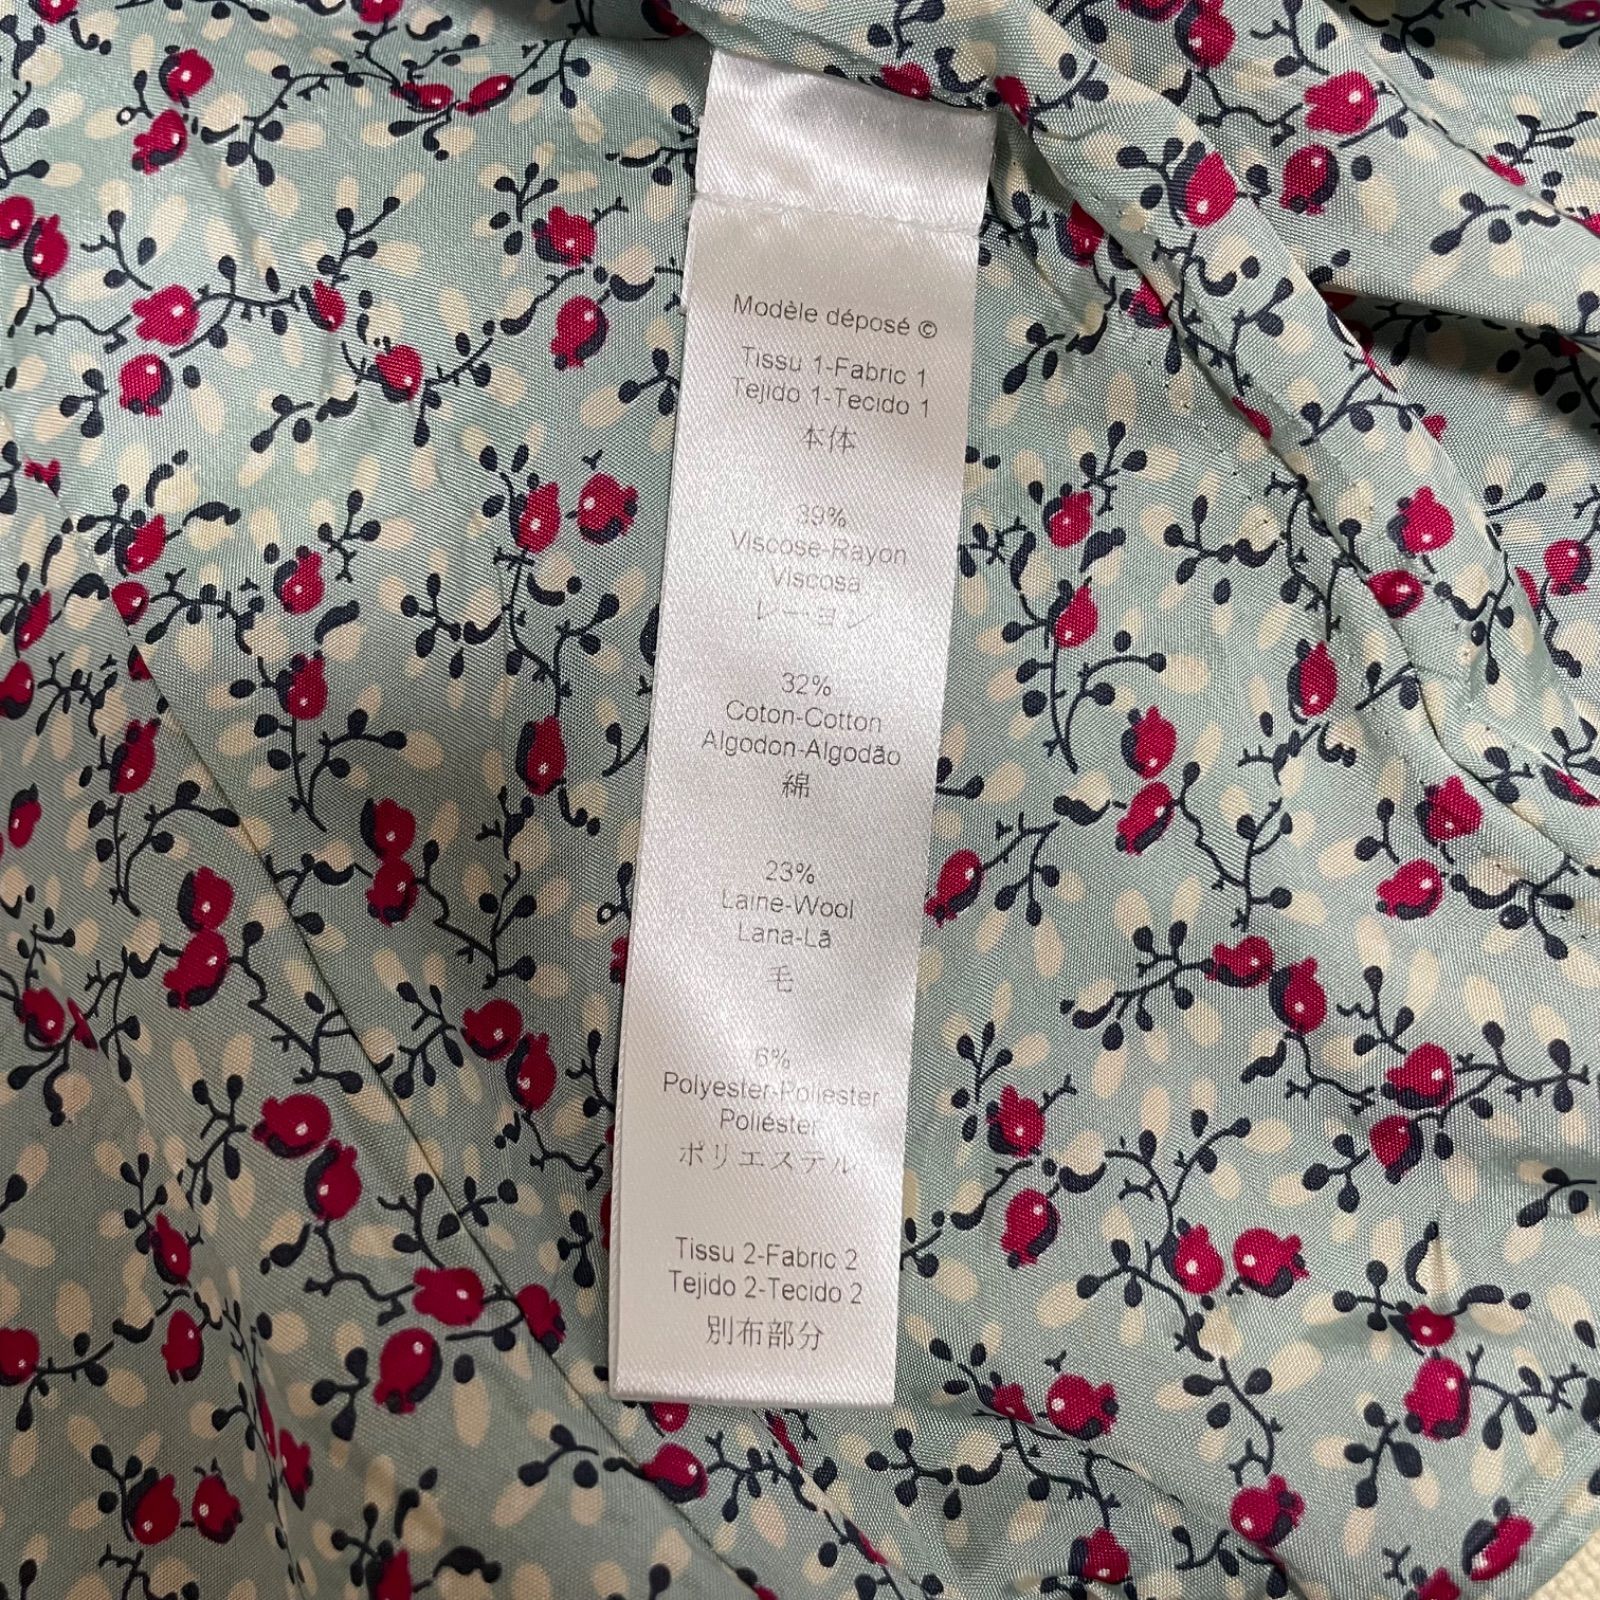 Modèle déposé ©
Tissu 1-Fabric 1
Tejido 1-Tecido 1
本体
39%
Viscose-Rayon
Viscosa
レーヨン
32%
Coton-Cotton
Algodon-Algodão
綿
23%
Laine-Wool
Lana-Lã
毛
6%
Polyester-Poliester
Poliéster
ポリエステル
Tissu 2-Fabric 2
Tejido 2-Tecido 2
別布部分